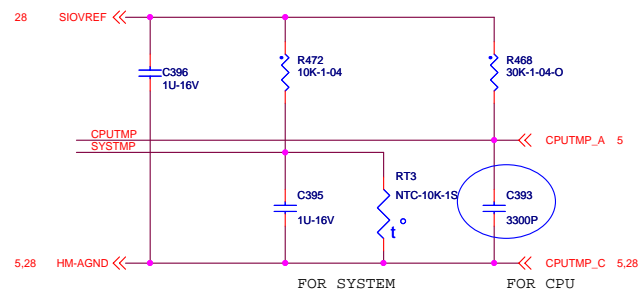 28 SIOVREF
R472
10K-1-04
R468
30K-1-04-O
C396
1U-16V
CPUTMP
CPUTMP_A 5
SYSTMP
RT3
NTC-10K-1S
C395
1U-16V
C393
3300P
t°
5,28 HM-AGND
CPUTMP_C 5,28
FOR SYSTEM
FOR CPU